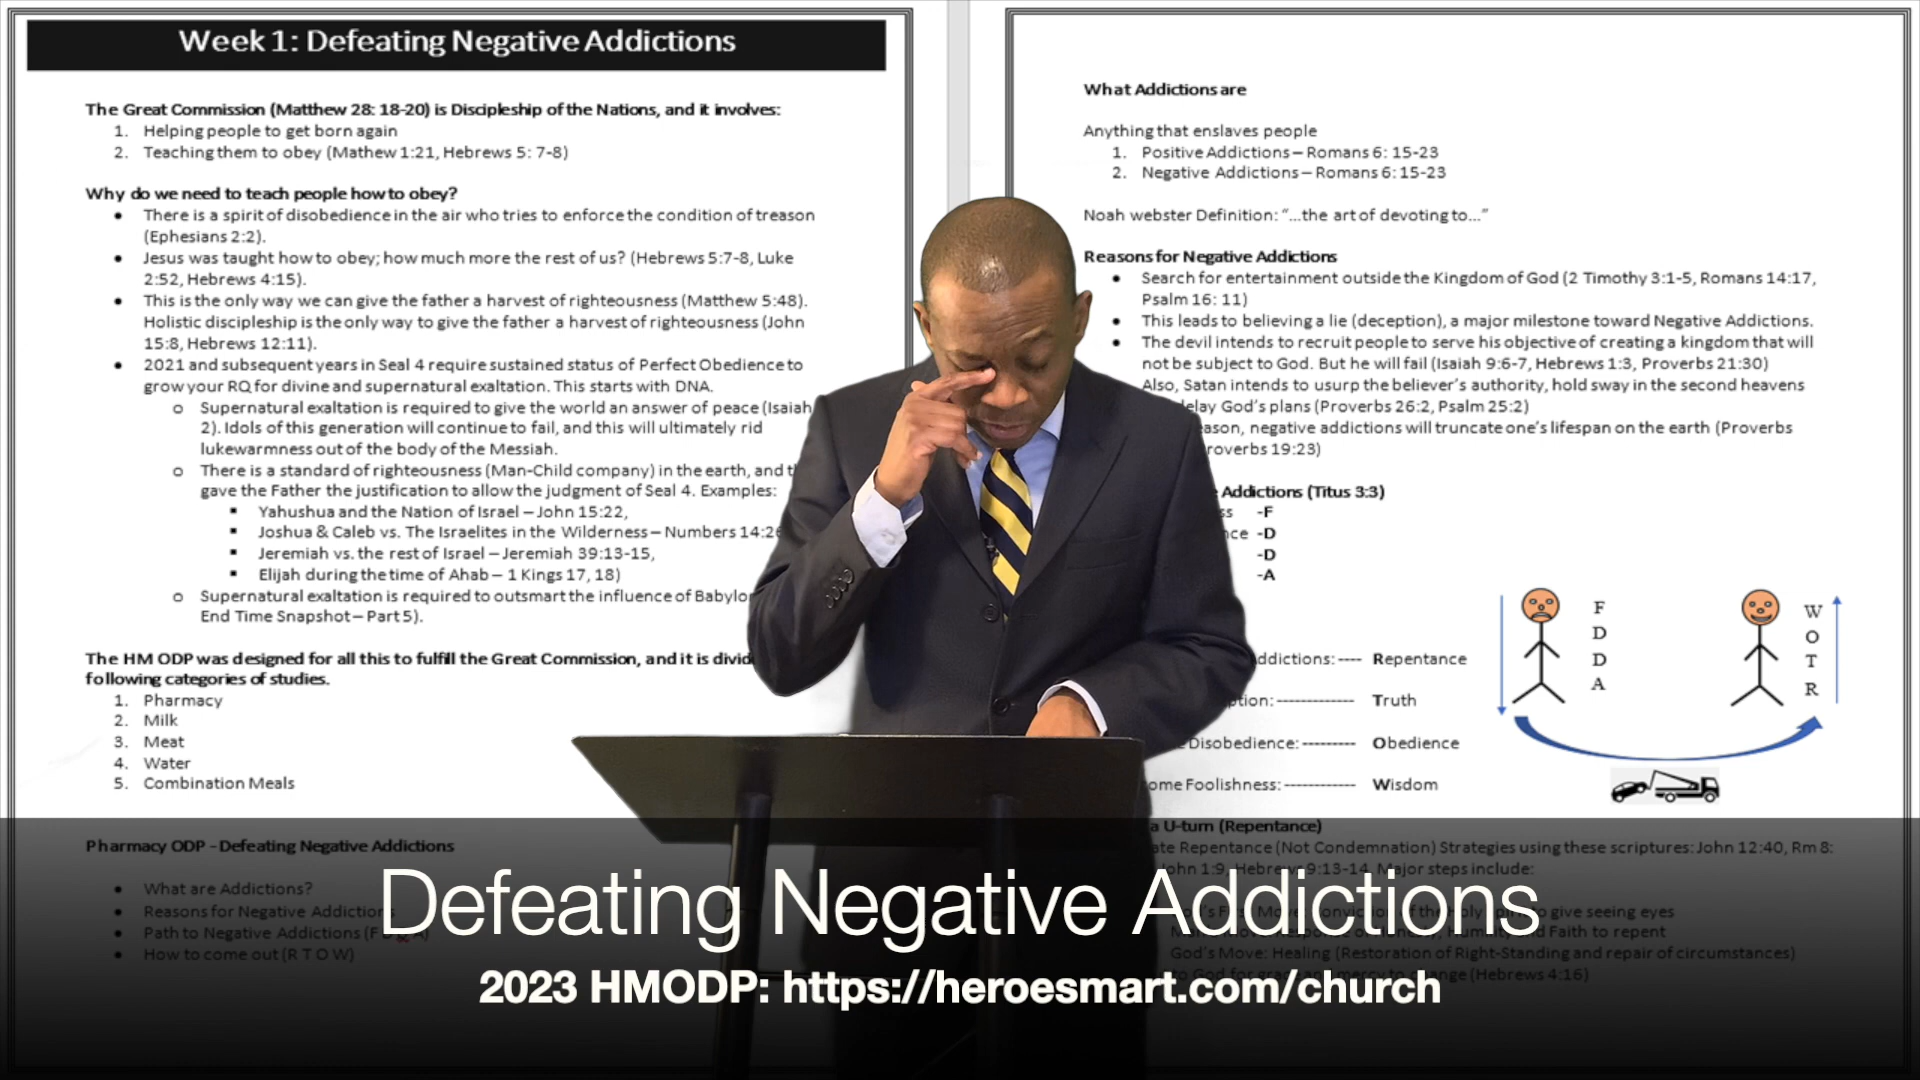 Week 1: Defeating Negative Addictions
The Great Commission (Matthew 28: 18-20) is Discipleship of the Nations, and it involves:
1. Helping people to get born again
2. Teaching them to obey (Mathew 1:21, Hebrews 5: 7-8)
Why do we need to teach people how to obey?
• There is a spirit of disobedience in the air who tries to enforce the condition of treason
(Ephesians 2:2).
• Jesus was taught how to obey; how much more the rest of us? (Hebrews 5:7-8, Luke
2:52, Hebrews 4:15).
• This is the only way we can give the father a harvest of righteousness (Matthew 5:48).
Holistic discipleship is the only way to give the father a harvest of righteousness (John
15:8, Hebrews 12:11).
• 2021 and subsequent years in Seal 4 require sustained status of Perfect Obedience to
grow your RQ for divine and supernatural exaltation. This starts with DNA.
o Supernatural exaltation is required to give the world an answer of peace (Isaiah
2). Idols of this generation will continue to fail, and this will ultimately rid
lukewarmness out of the body of the Messiah.
o There is a standard of righteousness (Man-Child company) in the earth, and
gave the Father the justification to allow the judgment of Seal 4. Examples:
▪ Yahushua and the Nation of Israel – John 15:22,
▪ Joshua & Caleb vs. The Israelites in the Wilderness – Numbers
▪ Jeremiah vs. the rest of Israel – Jeremiah 39:13-15,
▪ Elijah during the time of Ahab – 1 Kings 17, 18)
o Supernatural exaltation is required to outsmart the influence of
End Time Snapshot – Part 5).
The HM ODP was designed for all this to fulfill the Great Commission, and it is
following categories of studies.
1. Pharmacy
2. Milk
3. Meat
4. Water
5. Combination Meals
Pharmacy ODP - Defeating Negative Addictions
• What are Addictions?
• Reasons for Negative
• Path to Negative Addictions
• How to come out (R T O W)
What Addictions are
Anything that enslaves people
1. Positive Addictions – Romans 6: 15-23
2. Negative Addictions – Romans 6: 15-23
Noah webster Definition: "...the art of devoting to..."
Reasons for Negative Addictions
• Search for entertainment outside the Kingdom of God (2 Timothy 3:1-5, Romans 14:17,
Psalm 16: 11)
• This leads to believing a lie (deception), a major milestone toward Negative Addictions.
• The devil intends to recruit people to serve his objective of creating a kingdom that will
not be subject to God. But he will fail (Isaiah 9:6-7, Hebrews 1:3, Proverbs 21:30)
Also, Satan intends to usurp the believer's authority, hold sway in the second heavens
God's plans (Proverbs 26:2, Psalm 25:2)
negative addictions will truncate one's lifespan on the earth (Proverbs
19:23)
Addictions (Titus 3:3)
-F
-D
-D
-A
Repentance
Truth
Disobedience: --------- Obedience
Foolishness: ------------- Wisdom
F
D
D
A
W
O
T
R
a U-turn (Repentance)
Repentance (Not Condemnation) Strategies using these scriptures: John 12:40, Rm 8:
John 1:9, Hebrews 9:13-14. Major steps include:
give seeing eyes
Faith to repent
God's Move: Healing (Restoration of Right-Standing and repair of circumstances)
to God for grace and mercy to change (Hebrews 4:16)
Defeating Negative Addictions
2023 HMODP: https://heroesmart.com/church